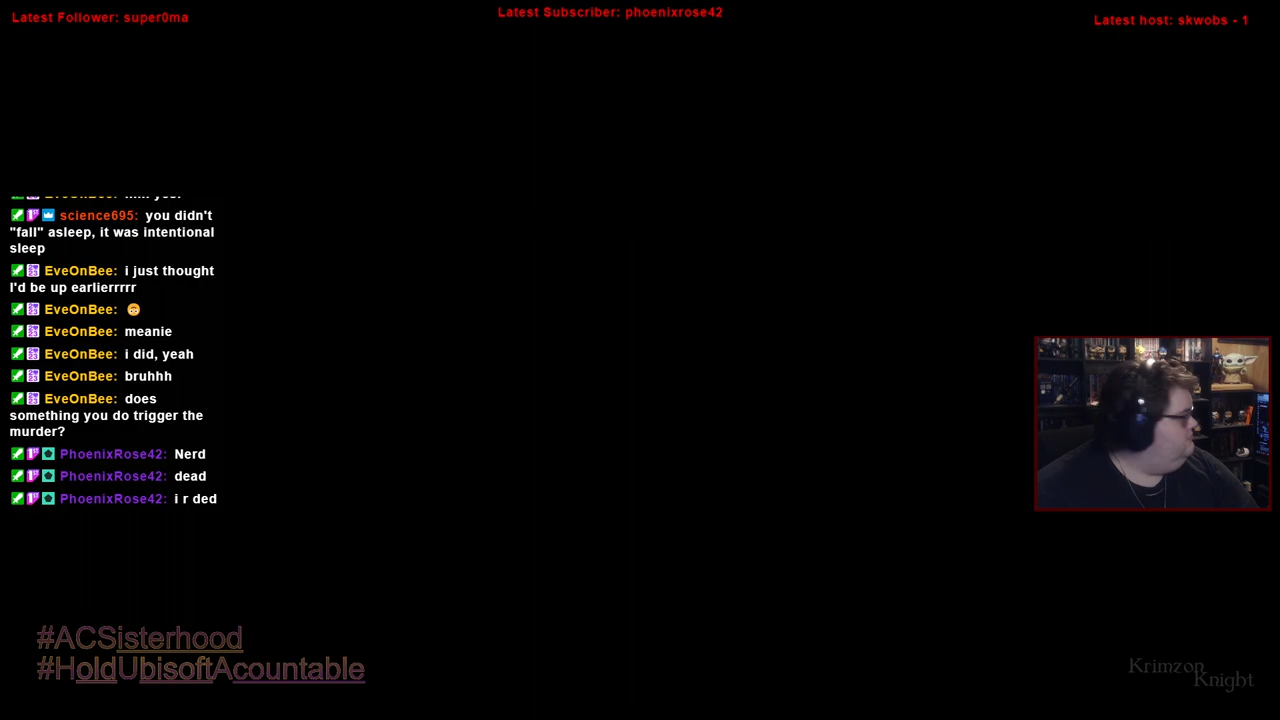 Latest Follower: super0ma
Latest Subscriber: phoenixrose42
Latest host: skwobs - 1
science695: you didn't
"fall" asleep, it was intentional
sleep
EveOnBee: i just thought
I'd be up earlierrrrr
EveOnBee:
EveOnBee: meanie
EveOnBee: i did, yeah
EveOnBee: bruhhh
EveOnBee: does
something you do trigger the
murder?
PhoenixRose42: Nerd
PhoenixRose42: dead
PhoenixRose42: i r ded
#ACSisterhood
#HoldUbisoftAcountable
Krimzon
Knight